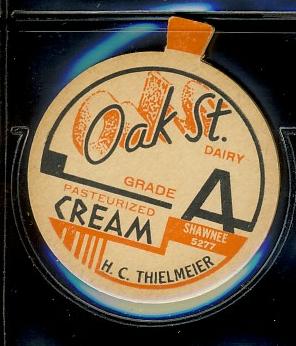 Oak St.
DAIRY
GRADE A
PASTEURIZED
CREAM
SHAWNEE
5277
H. C. THIELMEIER